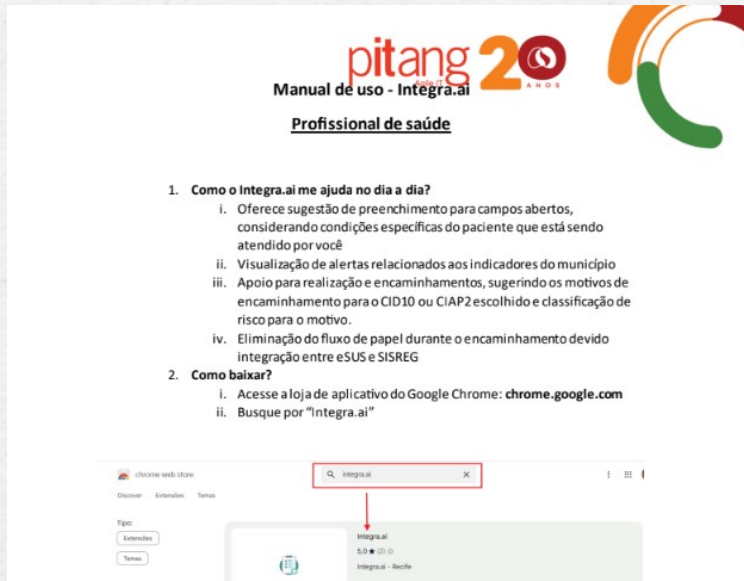 pitang 20
Agile IT
ANOS
Manual de uso - Integra.ai
Profissional de saúde
1. Como o Integra.ai me ajuda no dia a dia?
i. Oferece sugestão de preenchimento para campos abertos,
considerando condições específicas do paciente que está sendo
atendido por você
ii. Visualização de alertas relacionados aos indicadores do município
iii. Apoio para realização e encaminhamentos, sugerindo os motivos de
encaminhamento para o CID10 ou CIAP2 escolhido e classificação de
risco para o motivo.
iv. Eliminação do fluxo de papel durante o encaminhamento devido
integração entre eSUS e SISREG
2. Como baixar?
i. Acesse a loja de aplicativo do Google Chrome: chrome.google.com
ii. Busque por “Integra.ai”
chrome web store
integra.ai
Discover Extensões Temas
Tipo:
Extensões
Temas
Integra.ai
5,0 ★ (2)
Integra.ai - Recife